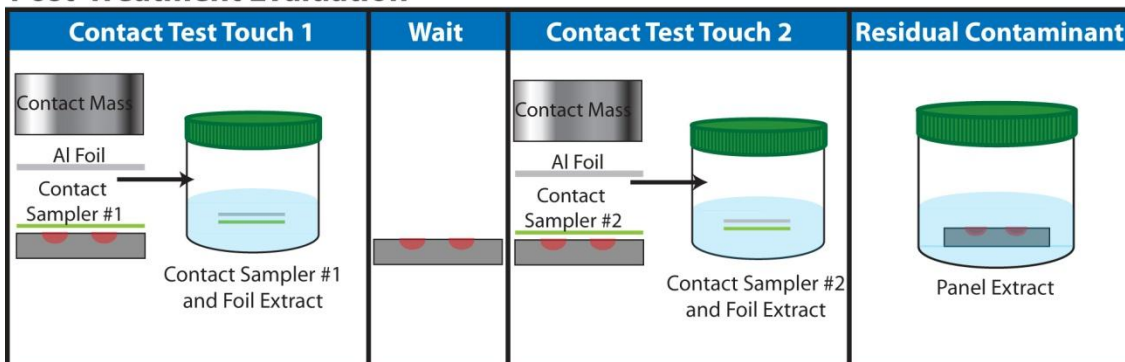 Contact Test Touch 1
Wait
Contact Test Touch 2
Residual Contaminant
Contact Mass
Al Foil
Contact
Sampler #1
Contact Sampler #1
and Foil Extract
Contact Mass
Al Foil
Contact
Sampler #2
Contact Sampler #2
and Foil Extract
Panel Extract